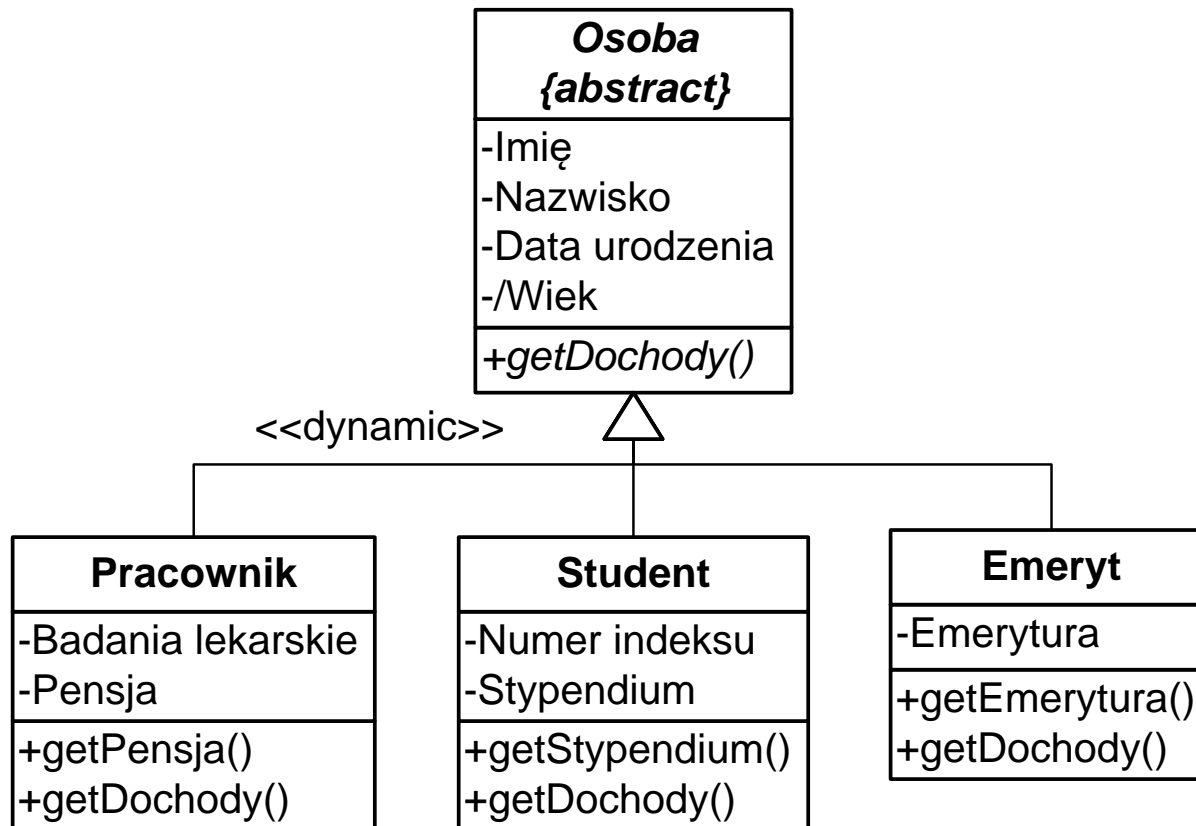 Osoba
{abstract}
-Imię
-Nazwisko
-Data urodzenia
-/Wiek
+getDochody()
<<dynamic>>
Pracownik
-Badania lekarskie
-Pensja
+getPensja()
+getDochody()
Student
-Numer indeksu
-Stypendium
+getStypendium()
+getDochody()
Emeryt
-Emerytura
+getEmerytura()
+getDochody()